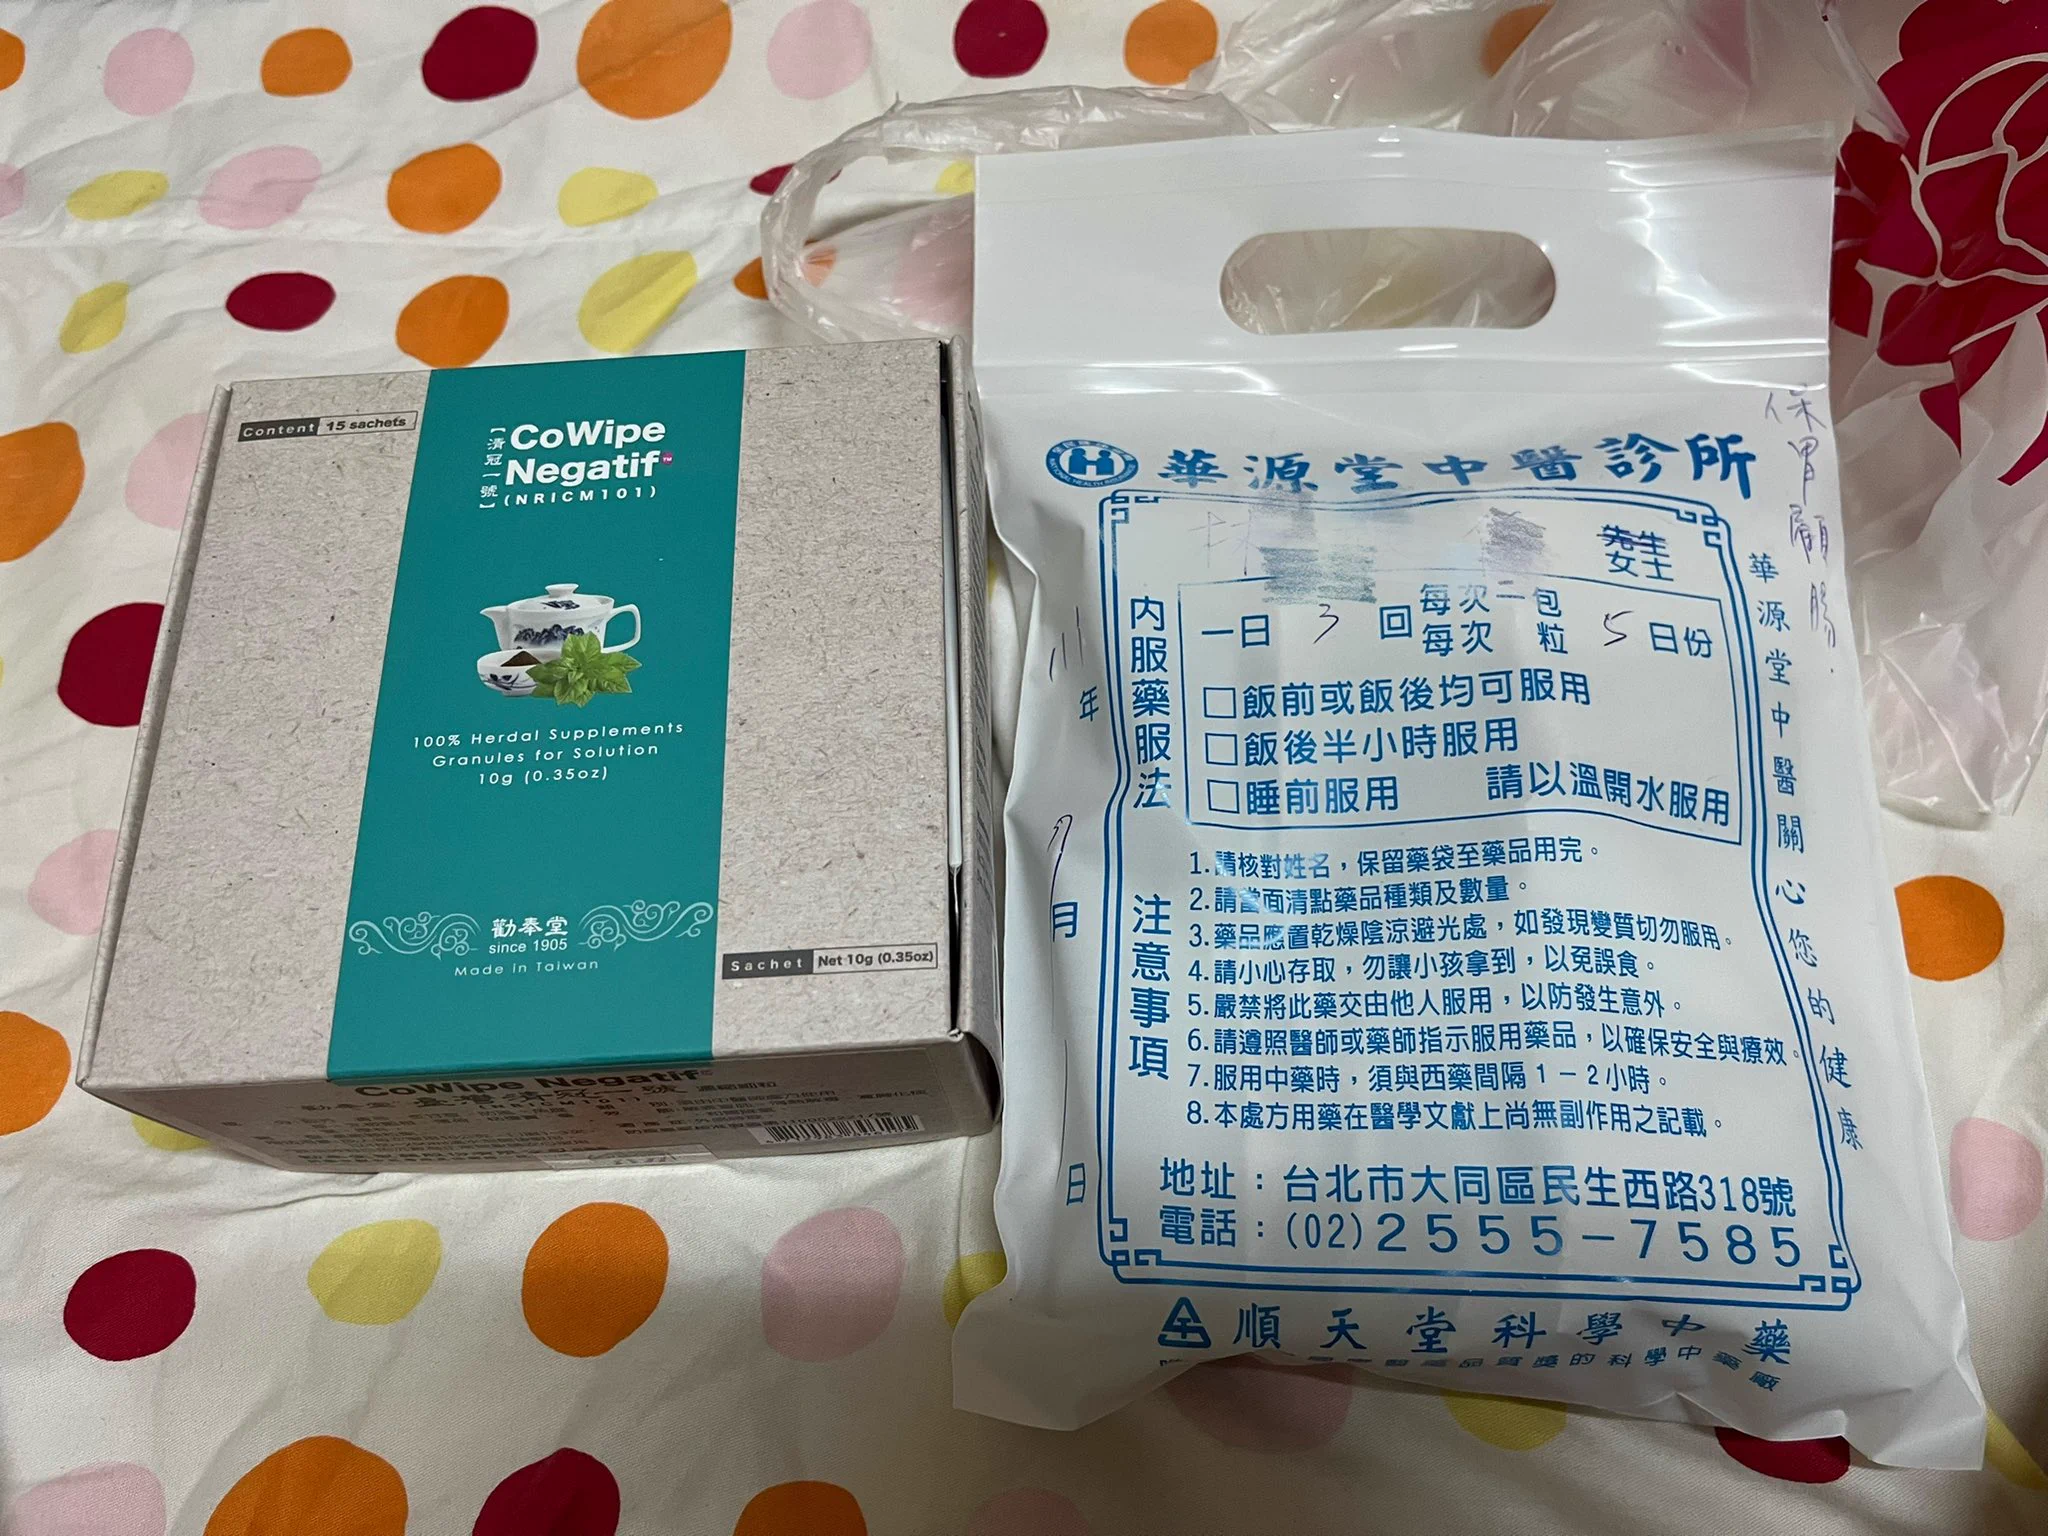 Content 15 sachets
【清冠一號】
CoWipe
Negatif™
(NRICM101)
100% Herdal Supplements
Granules for Solution
10g (0.35oz)
勸奉堂
since 1905
Made in Taiwan
Sachet Net 10g (0.35oz)
CoWipe Negatif
華源堂中醫診所
保胃顧腸.
林
先生
女士
內服藥服法
一日 3 回 每次一包
每次 粒 5 日份
□飯前或飯後均可服用
□飯後半小時服用
□睡前服用 請以溫開水服用
111年
7月
1日
注意事項
1.請核對姓名，保留藥袋至藥品用完。
2.請當面清點藥品種類及數量。
3.藥品應置乾燥陰涼避光處，如發現變質切勿服用。
4.請小心存取，勿讓小孩拿到，以免誤食。
5.嚴禁將此藥交由他人服用，以防發生意外。
6.請遵照醫師或藥師指示服用藥品，以確保安全與療效。
7.服用中藥時，須與西藥間隔1－2小時。
8.本處方用藥在醫學文獻上尚無副作用之記載。
華源堂中醫關心您的健康
地址：台北市大同區民生西路318號
電話：(02)2555－7585
順天堂科學中藥